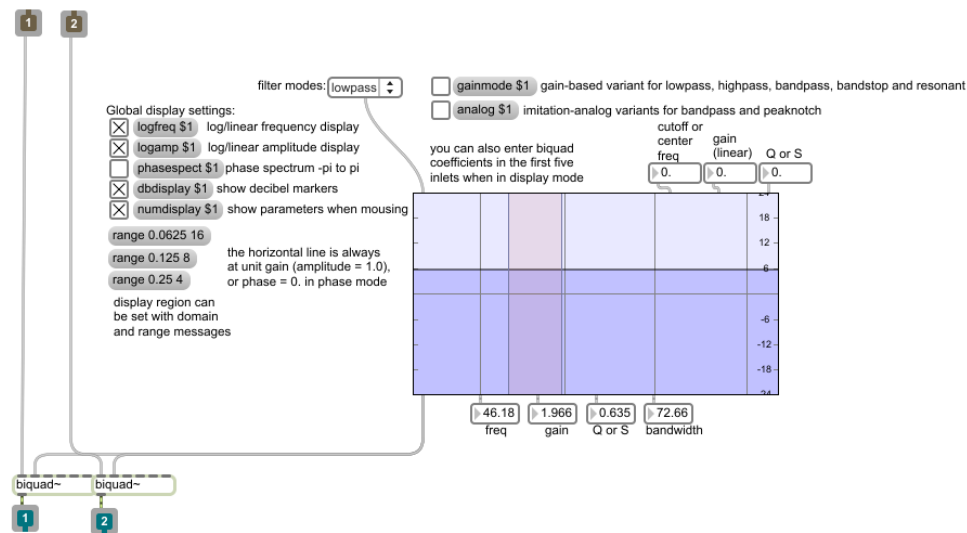 1
2
filter modes:
lowpass
gainmode $1
gain-based variant for lowpass, highpass, bandpass, bandstop and resonant
analog $1
imitation-analog variants for bandpass and peaknotch
Global display settings:
logfreq $1
log/linear frequency display
logamp $1
log/linear amplitude display
phasespect $1
phase spectrum -pi to pi
dbdisplay $1
show decibel markers
numdisplay $1
show parameters when mousing
you can also enter biquad
coefficients in the first five
inlets when in display mode
cutoff or
center
freq
gain
(linear)
Q or S
0.
0.
0.
range 0.0625 16
range 0.125 8
range 0.25 4
the horizontal line is always
at unit gain (amplitude = 1.0),
or phase = 0. in phase mode
display region can
be set with domain
and range messages
24
18
12
6
-6
-12
-18
-24
46.18
1.966
0.635
72.66
freq
gain
Q or S
bandwidth
biquad~
biquad~
1
2